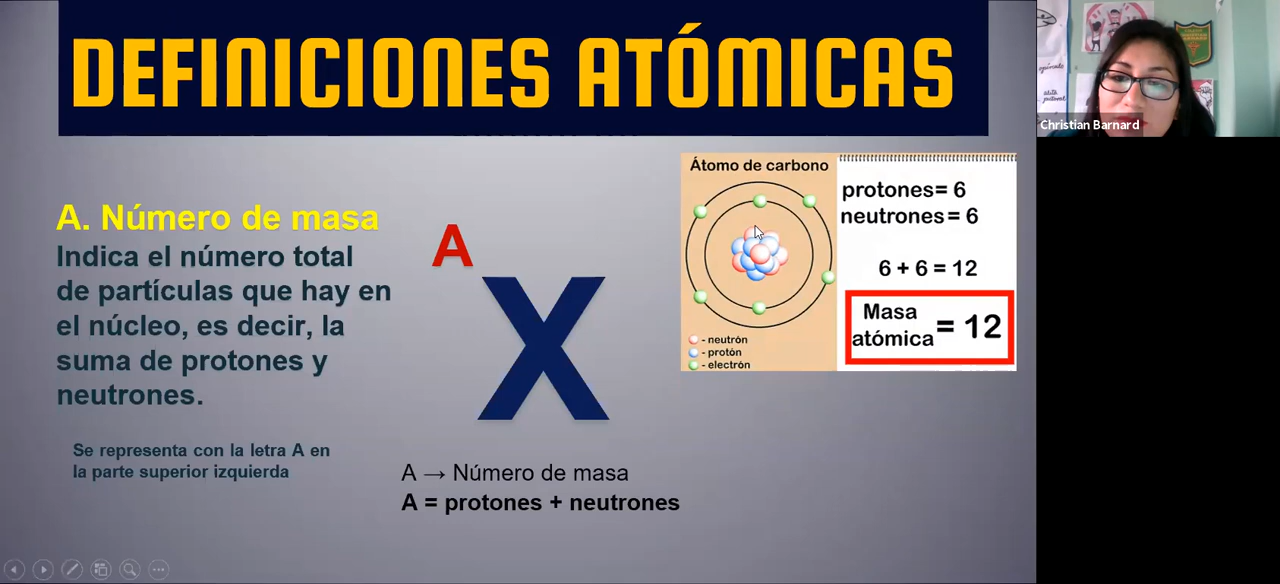 DEFINICIONES ATÓMICAS
A. Número de masa
Indica el número total
de partículas que hay en
el núcleo, es decir, la
suma de protones y
neutrones.
Se representa con la letra A en
la parte superior izquierda
A
X
A → Número de masa
A = protones + neutrones
Átomo de carbono
- neutrón
- protón
- electrón
protones= 6
neutrones= 6
6 + 6 = 12
Masa
atómica = 12
Christian Barnard